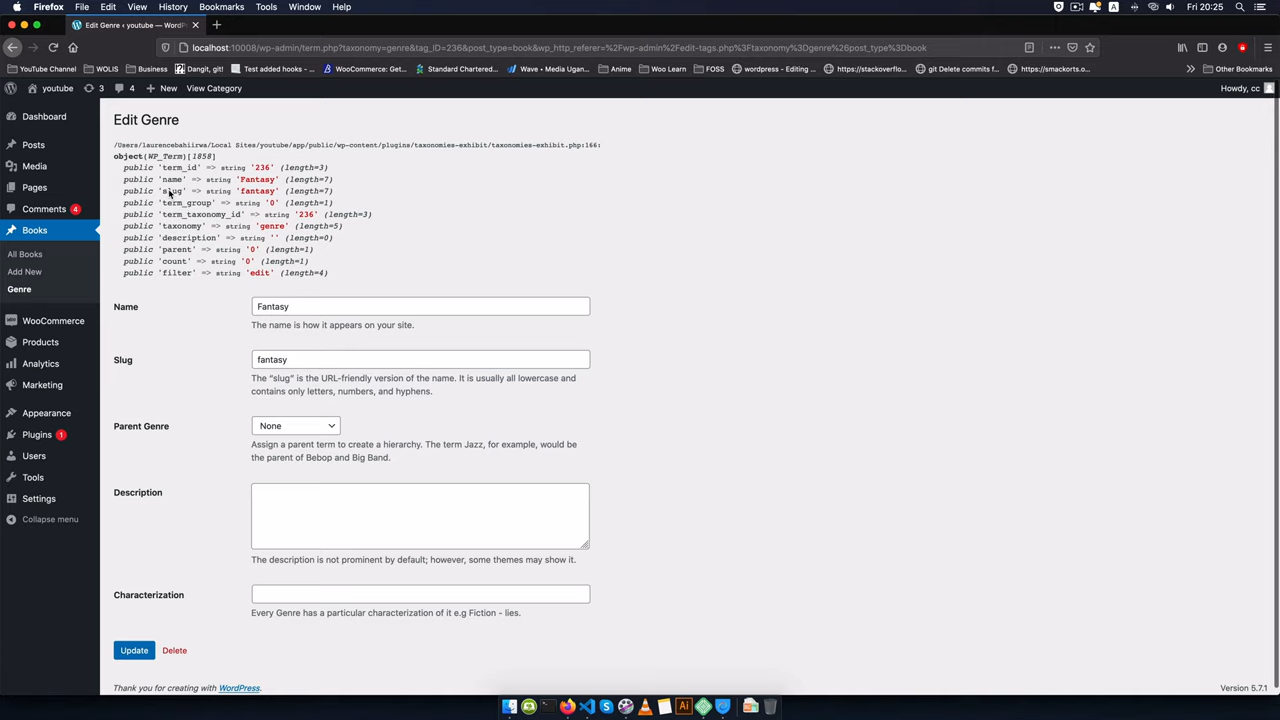 Firefox File Edit View History Bookmarks Tools Window Help Fri 20:25
Edit Genre ‹ youtube — WordPr
localhost:10008/wp-admin/term.php?taxonomy=genre&tag_ID=236&post_type=book&wp_http_referer=%2Fwp-admin%2Fedit-tags.php%3Ftaxonomy%3Dgenre%26post_type%3Dbook
YouTube Channel WOLIS Business Dangit, git! Test added hooks - ... WooCommerce: Get... Standard Chartered... Wave • Media Ugan... Anime Woo Learn FOSS wordpress - Editing ... https://stackoverflo... git Delete commits f... https://smackorts.o... Other Bookmarks
youtube 3 4 New View Category Howdy, cc
Dashboard
Posts
Media
Pages
Comments 4
Books
All Books
Add New
Genre
WooCommerce
Products
Analytics
Marketing
Appearance
Plugins 1
Users
Tools
Settings
Collapse menu
Edit Genre
/Users/laurencebahiirwa/Local Sites/youtube/app/public/wp-content/plugins/taxonomies-exhibit/taxonomies-exhibit.php:166:
object(WP_Term)[1858]
public 'term_id' => string '236' (length=3)
public 'name' => string 'Fantasy' (length=7)
public 'slug' => string 'fantasy' (length=7)
public 'term_group' => string '0' (length=1)
public 'term_taxonomy_id' => string '236' (length=3)
public 'taxonomy' => string 'genre' (length=5)
public 'description' => string '' (length=0)
public 'parent' => string '0' (length=1)
public 'count' => string '0' (length=1)
public 'filter' => string 'edit' (length=4)
Name
Fantasy
The name is how it appears on your site.
Slug
fantasy
The “slug” is the URL-friendly version of the name. It is usually all lowercase and
contains only letters, numbers, and hyphens.
Parent Genre
None
Assign a parent term to create a hierarchy. The term Jazz, for example, would be
the parent of Bebop and Big Band.
Description
The description is not prominent by default; however, some themes may show it.
Characterization
Every Genre has a particular characterization of it e.g Fiction - lies.
Update Delete
Thank you for creating with WordPress.
Version 5.7.1